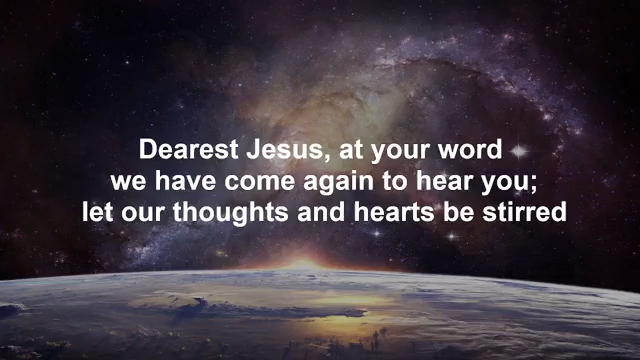 Dearest Jesus, at your word
we have come again to hear you;
let our thoughts and hearts be stirred